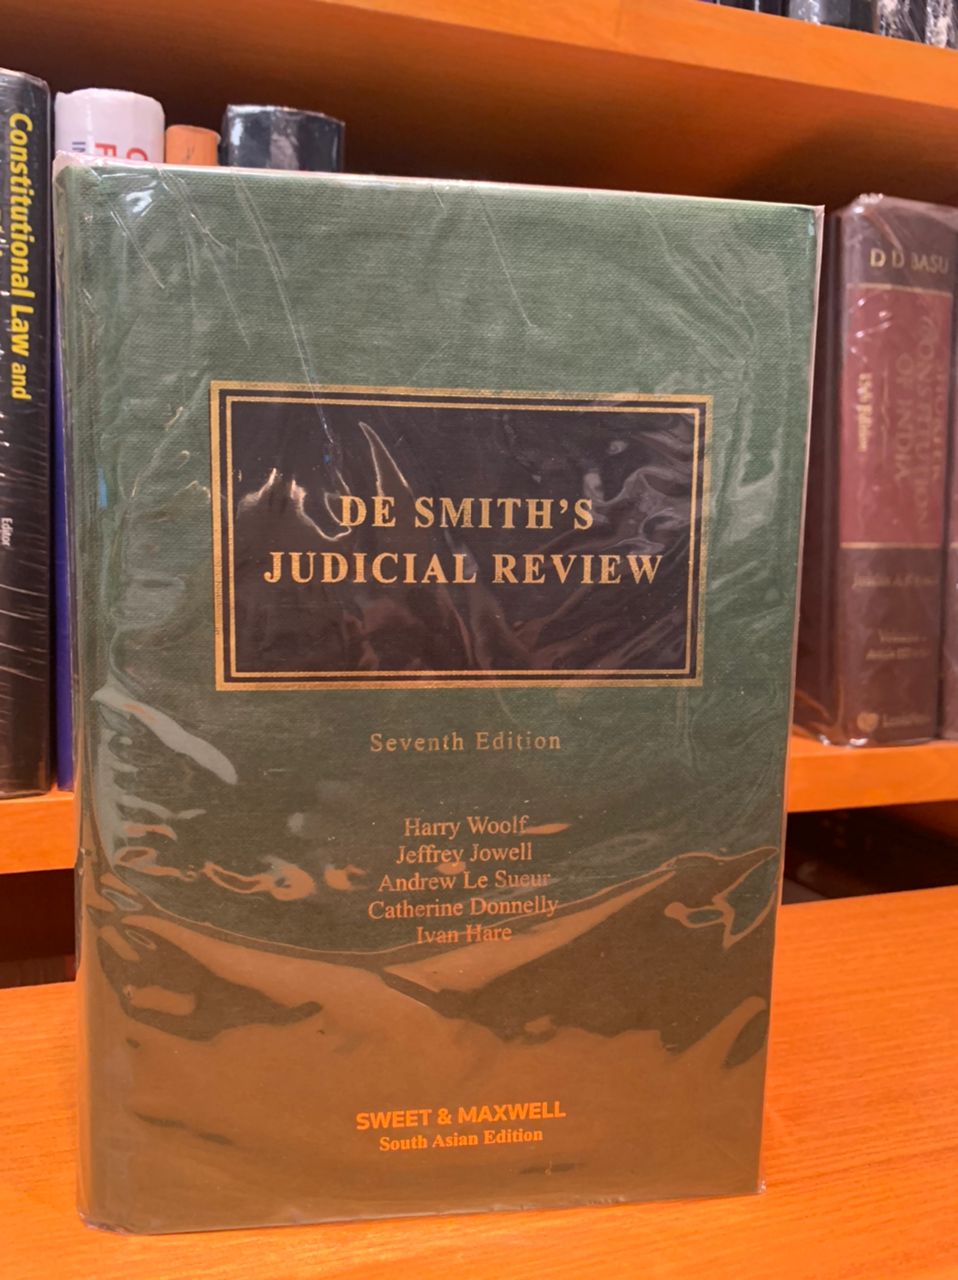 Constitutional Law and
Editor
DE SMITH'S
JUDICIAL REVIEW
Seventh Edition
Harry Woolf
Jeffrey Jowell
Andrew Le Sueur
Catherine Donnelly
Ivan Hare
SWEET & MAXWELL
South Asian Edition
D D BASU
CONSTITUTION
OF INDIA